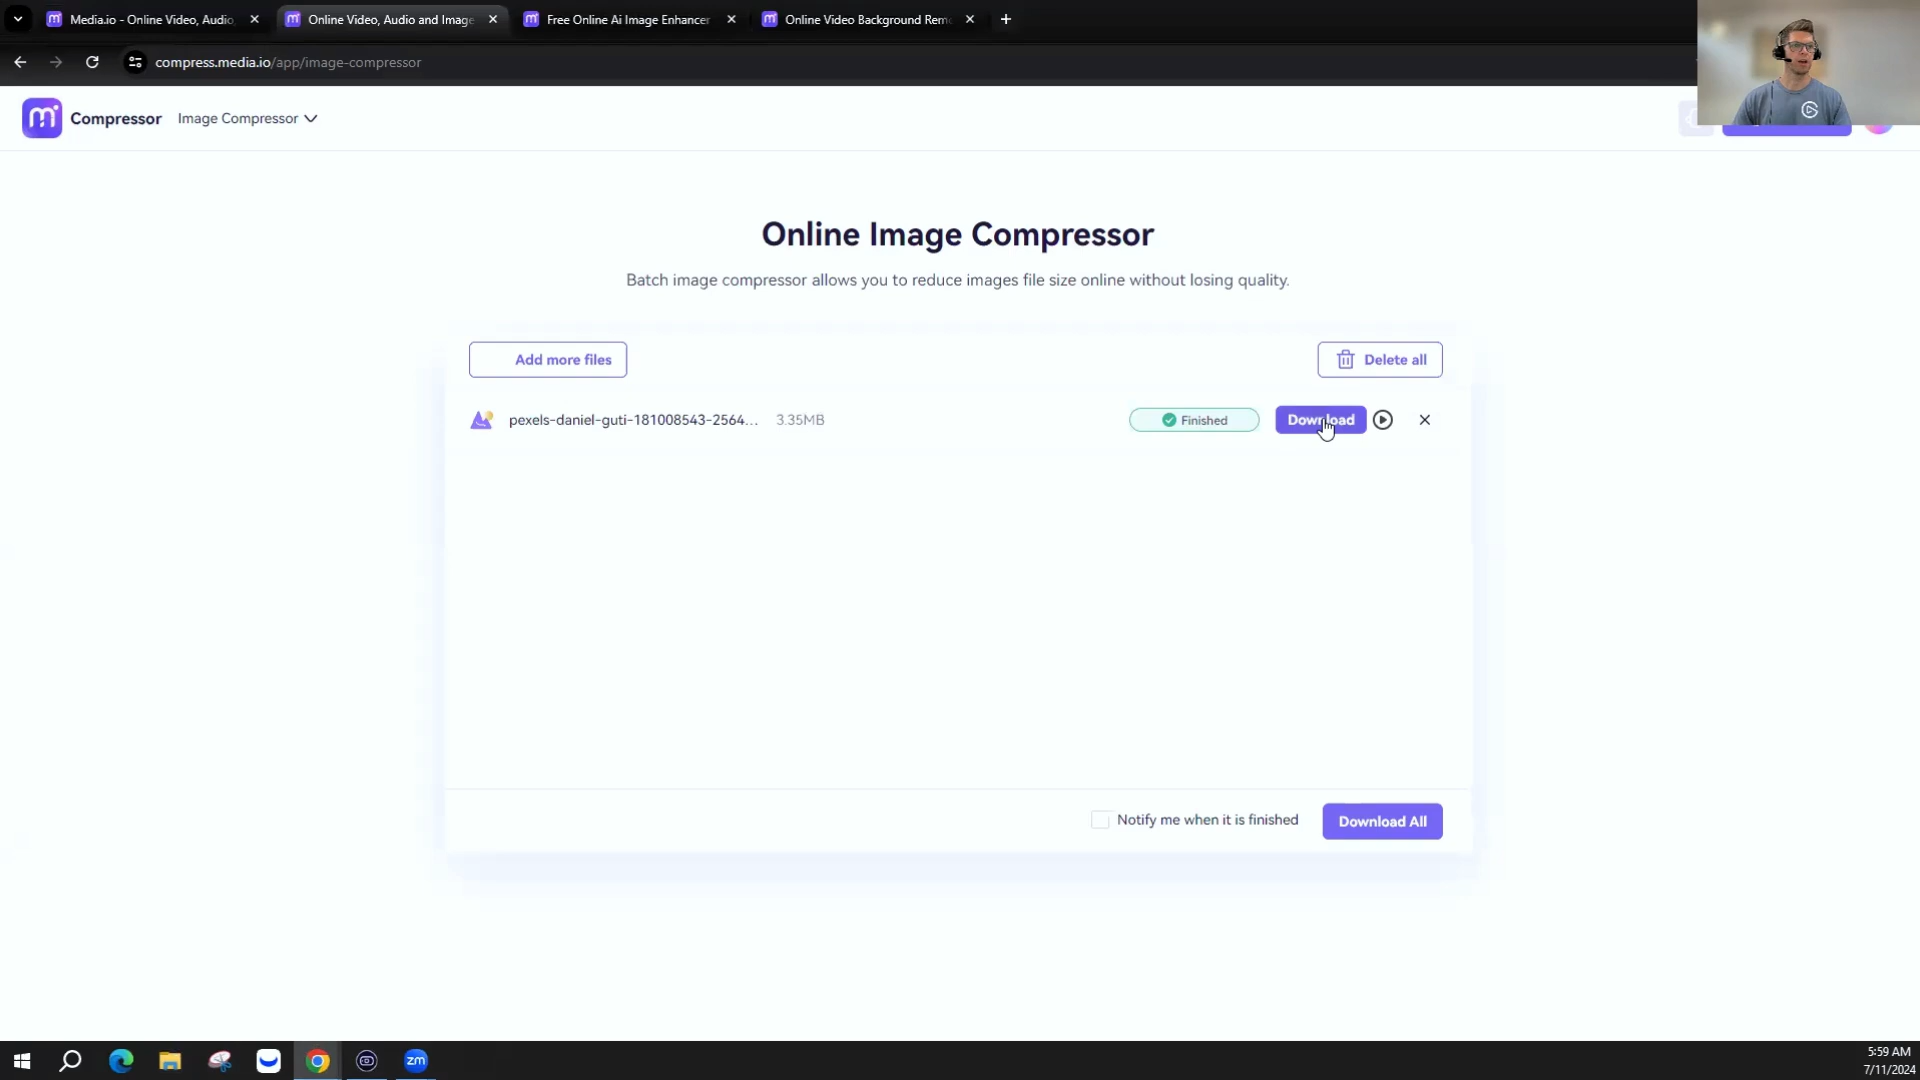 Media.io - Online Video, Audio,
Online Video, Audio and Image
Free Online Ai Image Enhancer
Online Video Background Rem
compress.media.io/app/image-compressor
Compressor
Image Compressor
Online Image Compressor
Batch image compressor allows you to reduce images file size online without losing quality.
Add more files
Delete all
pexels-daniel-guti-181008543-2564...
3.35MB
Finished
Download
Notify me when it is finished
Download All
zm
5:59 AM
7/11/2024